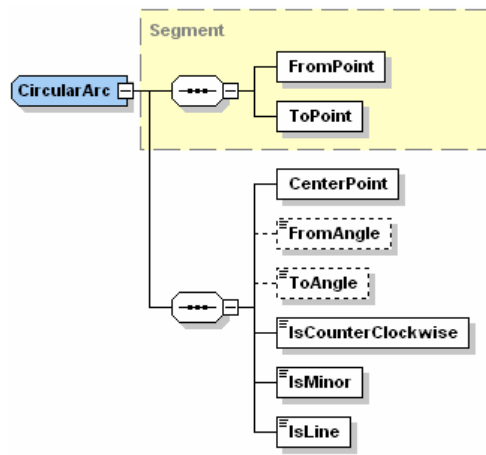 Segment
CircularArc
FromPoint
ToPoint
CenterPoint
FromAngle
ToAngle
IsCounterClockwise
IsMinor
IsLine